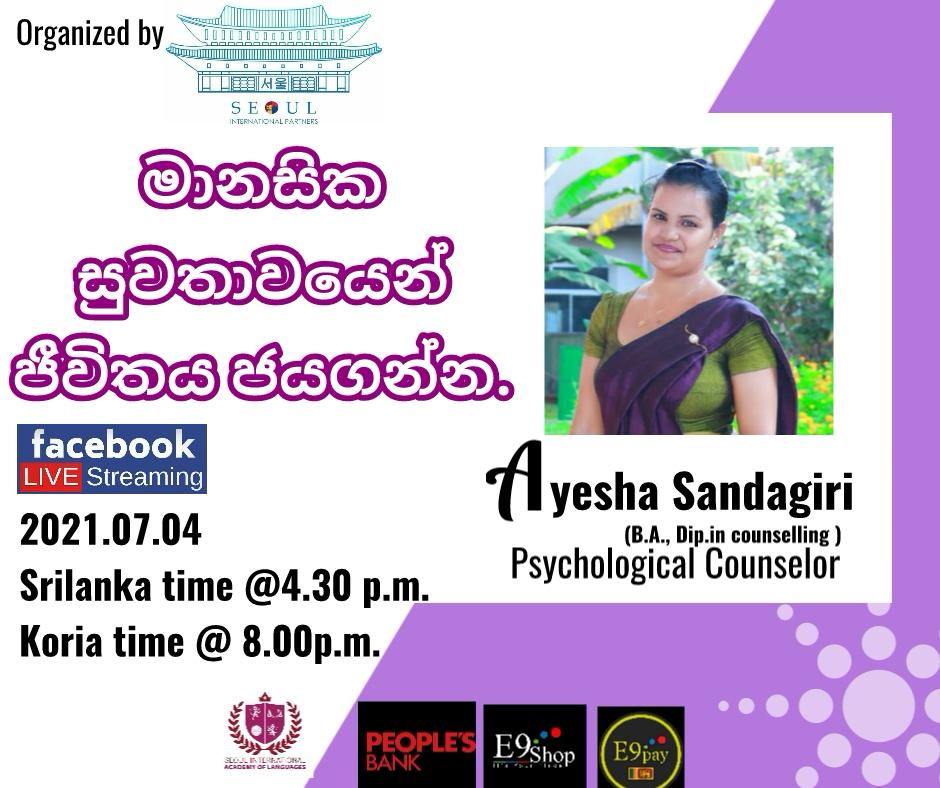 Organized by
서울
SEOUL
INTERNATIONAL PARTNERS
මානසික
සුවතාවයෙන්
ජීවිතය ජයගන්න.
facebook
LIVE Streaming
2021.07.04
Srilanka time @4.30 p.m.
Koria time @ 8.00p.m.
Ayesha Sandagiri
(B.A., Dip.in counselling )
Psychological Counselor
SEOUL INTERNATIONAL
ACADEMY OF LANGUAGES
PEOPLE'S
BANK
E9Shop
E9pay